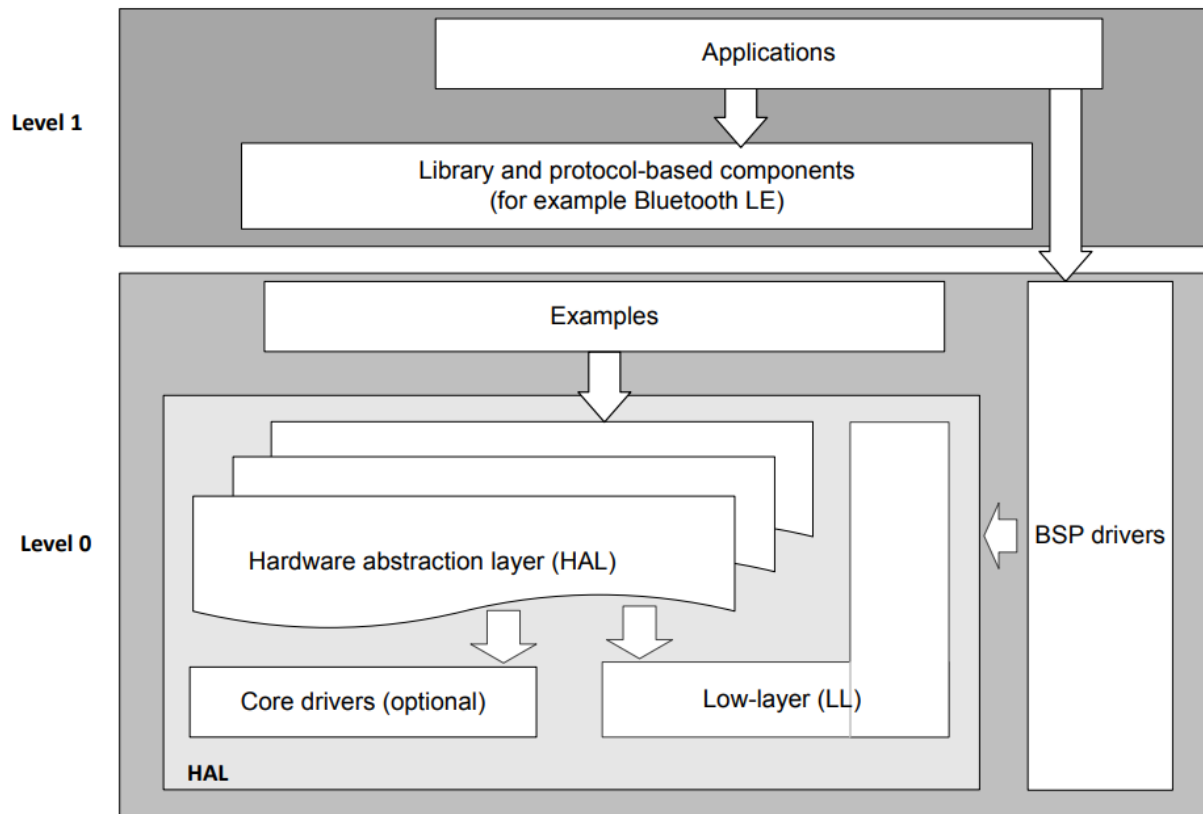 Applications
Level 1
Library and protocol-based components
(for example Bluetooth LE)
Examples
Level 0
Hardware abstraction layer (HAL)
BSP drivers
Core drivers (optional)
Low-layer (LL)
HAL